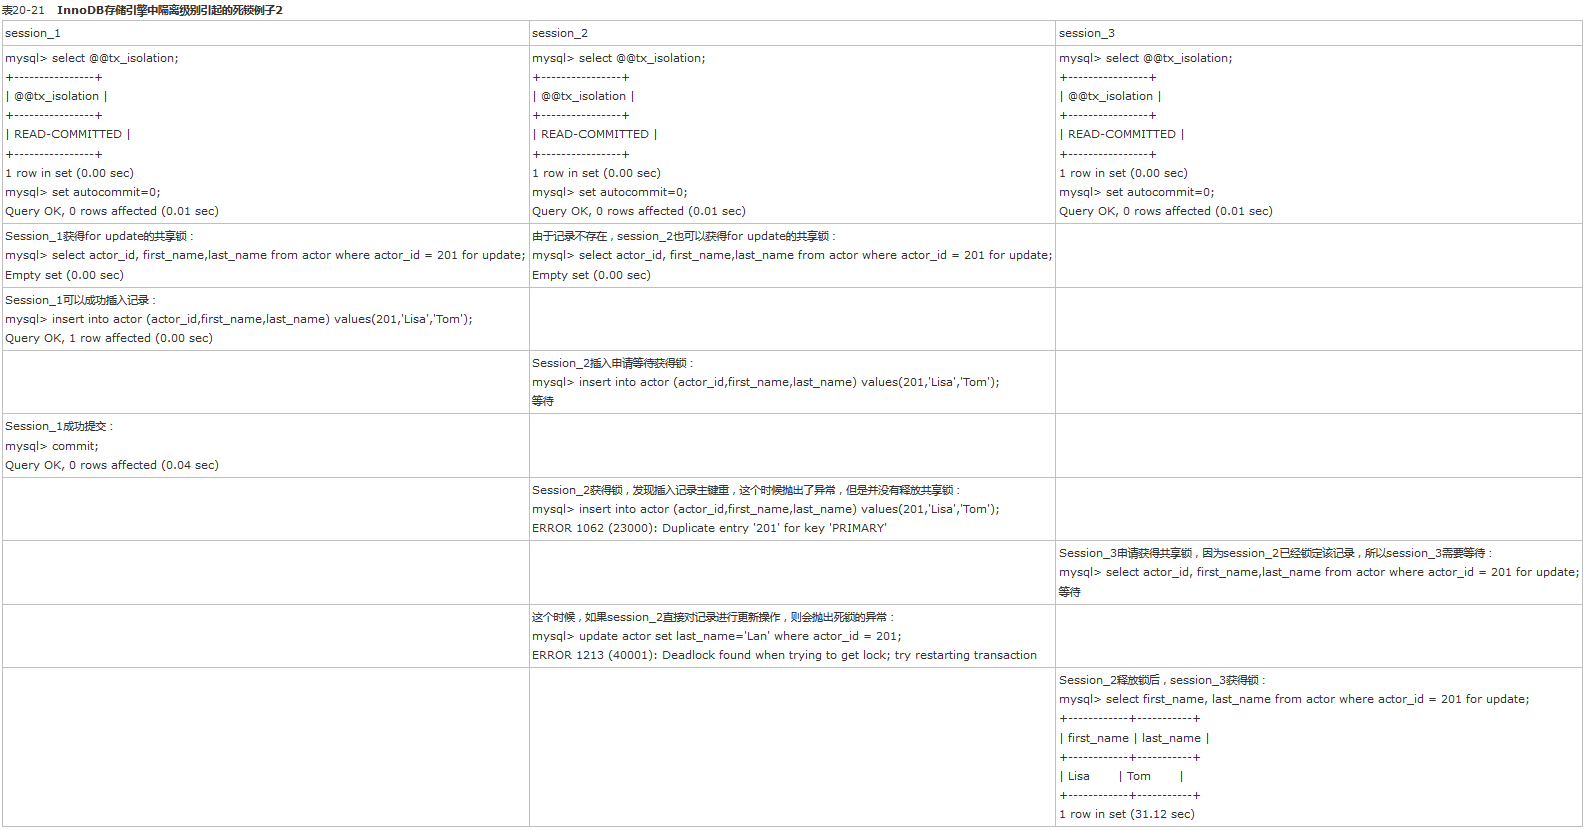 表20-21 InnoDB存储引擎中隔离级别引起的死锁例子2
session_1
session_2
session_3
mysql> select @@tx_isolation;
+----------------+
| @@tx_isolation |
+----------------+
| READ-COMMITTED |
+----------------+
1 row in set (0.00 sec)
mysql> set autocommit=0;
Query OK, 0 rows affected (0.01 sec)
mysql> select @@tx_isolation;
+----------------+
| @@tx_isolation |
+----------------+
| READ-COMMITTED |
+----------------+
1 row in set (0.00 sec)
mysql> set autocommit=0;
Query OK, 0 rows affected (0.01 sec)
mysql> select @@tx_isolation;
+----------------+
| @@tx_isolation |
+----------------+
| READ-COMMITTED |
+----------------+
1 row in set (0.00 sec)
mysql> set autocommit=0;
Query OK, 0 rows affected (0.01 sec)
Session_1获得for update的共享锁：
mysql> select actor_id, first_name,last_name from actor where actor_id = 201 for update;
Empty set (0.00 sec)
由于记录不存在，session_2也可以获得for update的共享锁：
mysql> select actor_id, first_name,last_name from actor where actor_id = 201 for update;
Empty set (0.00 sec)
Session_1可以成功插入记录：
mysql> insert into actor (actor_id,first_name,last_name) values(201,'Lisa','Tom');
Query OK, 1 row affected (0.00 sec)
Session_2插入申请等待获得锁：
mysql> insert into actor (actor_id,first_name,last_name) values(201,'Lisa','Tom');
等待
Session_1成功提交：
mysql> commit;
Query OK, 0 rows affected (0.04 sec)
Session_2获得锁，发现插入记录主键重，这个时候抛出了异常，但是并没有释放共享锁：
mysql> insert into actor (actor_id,first_name,last_name) values(201,'Lisa','Tom');
ERROR 1062 (23000): Duplicate entry '201' for key 'PRIMARY'
Session_3申请获得共享锁，因为session_2已经锁定该记录，所以session_3需要等待：
mysql> select actor_id, first_name,last_name from actor where actor_id = 201 for update;
等待
这个时候，如果session_2直接对记录进行更新操作，则会抛出死锁的异常：
mysql> update actor set last_name='Lan' where actor_id = 201;
ERROR 1213 (40001): Deadlock found when trying to get lock; try restarting transaction
Session_2释放锁后，session_3获得锁：
mysql> select first_name, last_name from actor where actor_id = 201 for update;
+------------+-----------+
| first_name | last_name |
+------------+-----------+
| Lisa | Tom |
+------------+-----------+
1 row in set (31.12 sec)